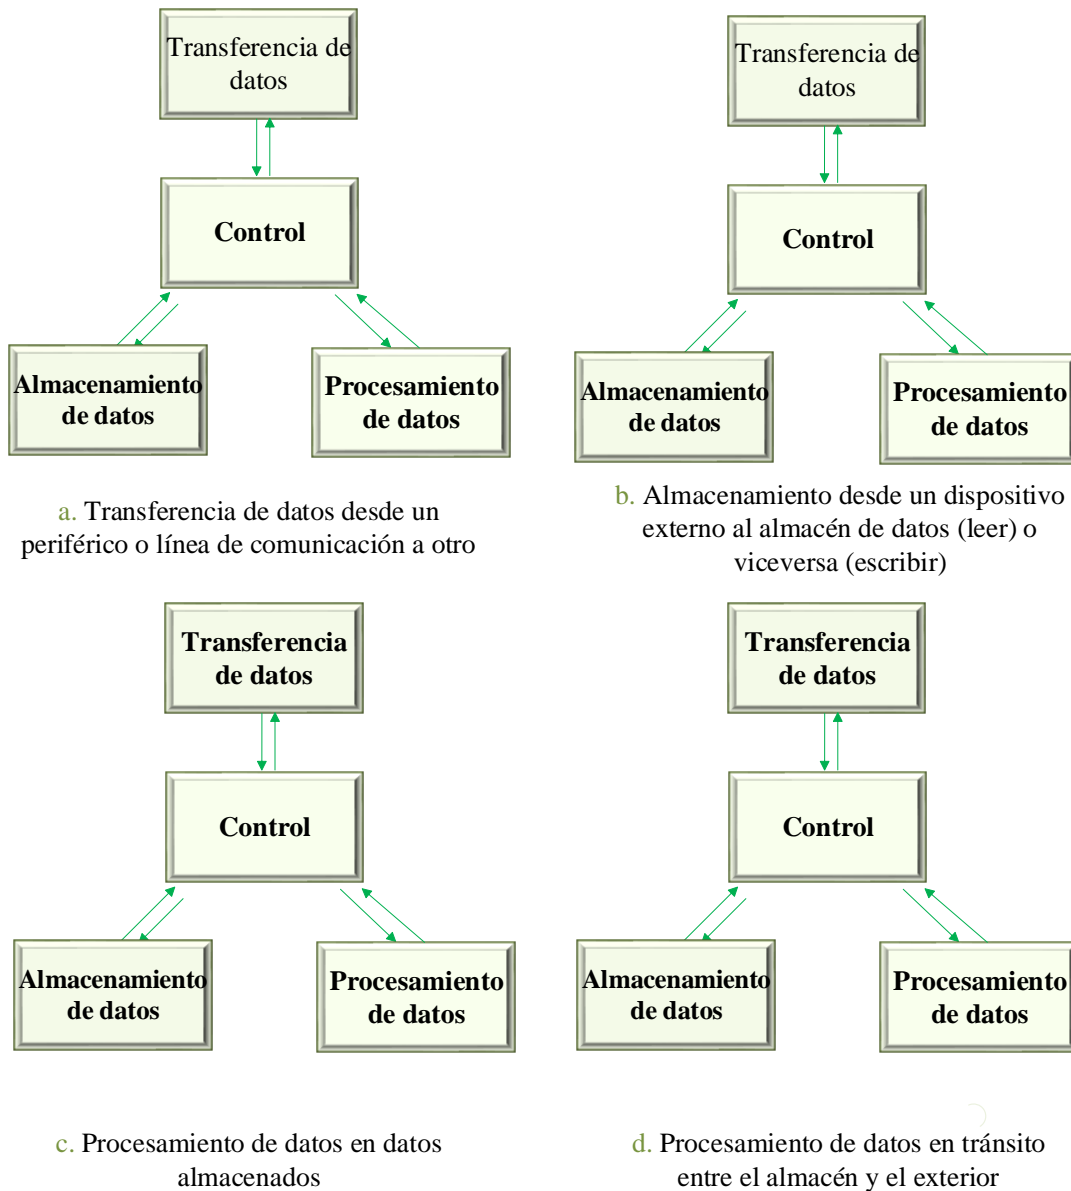 Transferencia de
datos
Control
Almacenamiento
de datos
Procesamiento
de datos
a. Transferencia de datos desde un
periférico o línea de comunicación a otro
Transferencia de
datos
Control
Almacenamiento
de datos
Procesamiento
de datos
b. Almacenamiento desde un dispositivo
externo al almacén de datos (leer) o
viceversa (escribir)
Transferencia
de datos
Control
Almacenamiento
de datos
Procesamiento
de datos
c. Procesamiento de datos en datos
almacenados
Transferencia
de datos
Control
Almacenamiento
de datos
Procesamiento
de datos
d. Procesamiento de datos en tránsito
entre el almacén y el exterior